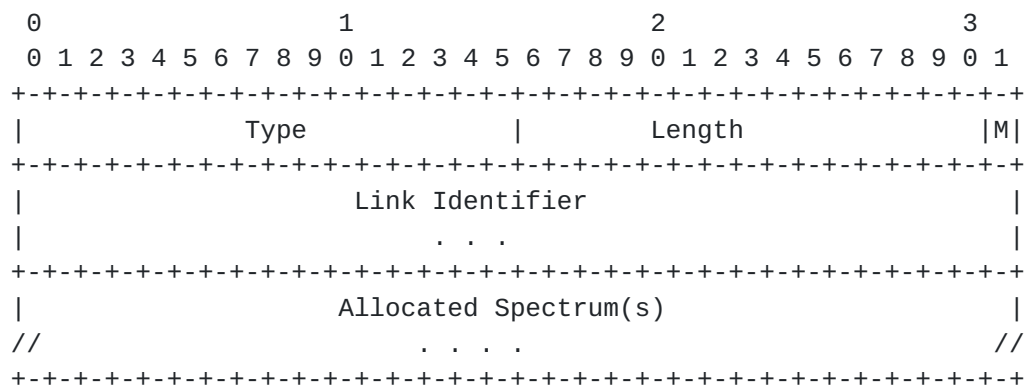 0                   1                   2                   3
 0 1 2 3 4 5 6 7 8 9 0 1 2 3 4 5 6 7 8 9 0 1 2 3 4 5 6 7 8 9 0 1
+-+-+-+-+-+-+-+-+-+-+-+-+-+-+-+-+-+-+-+-+-+-+-+-+-+-+-+-+-+-+-+-+
|              Type             |        Length              |M|
+-+-+-+-+-+-+-+-+-+-+-+-+-+-+-+-+-+-+-+-+-+-+-+-+-+-+-+-+-+-+-+-+
|                     Link Identifier                           |
|                          . . .                                |
+-+-+-+-+-+-+-+-+-+-+-+-+-+-+-+-+-+-+-+-+-+-+-+-+-+-+-+-+-+-+-+-+
|                    Allocated Spectrum(s)                      |
//                        . . . .                              //
+-+-+-+-+-+-+-+-+-+-+-+-+-+-+-+-+-+-+-+-+-+-+-+-+-+-+-+-+-+-+-+-+